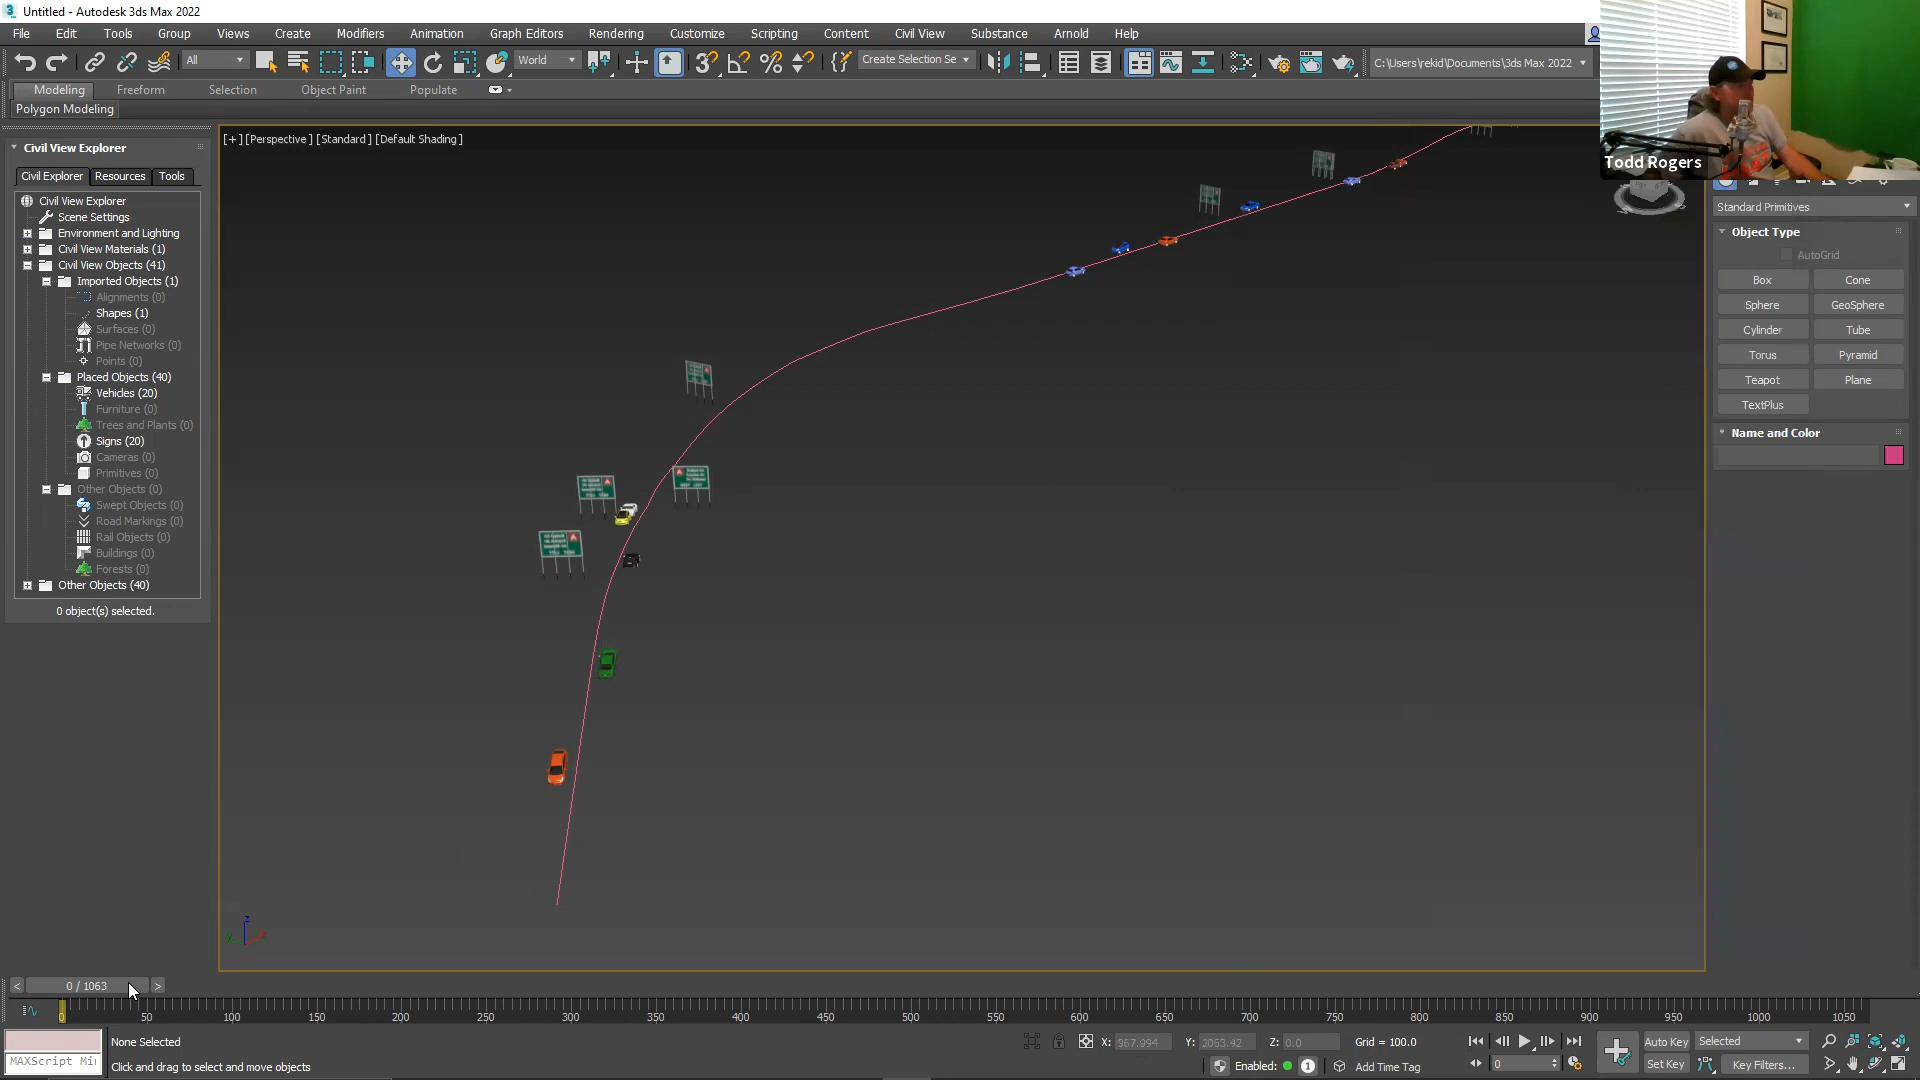 Untitled - Autodesk 3ds Max 2022
File Edit Tools Group Views Create Modifiers Animation Graph Editors Rendering Customize Scripting Content Civil View Substance Arnold Help
All World Create Selection Se C:\Users\rekid\Documents\3ds Max 2022
Modeling Freeform Selection Object Paint Populate
Polygon Modeling
Todd Rogers
Civil View Explorer
Civil Explorer Resources Tools
Civil View Explorer
Scene Settings
Environment and Lighting
Civil View Materials (1)
Civil View Objects (41)
Imported Objects (1)
Alignments (0)
Shapes (1)
Surfaces (0)
Pipe Networks (0)
Points (0)
Placed Objects (40)
Vehicles (20)
Furniture (0)
Trees and Plants (0)
Signs (20)
Cameras (0)
Primitives (0)
Other Objects (0)
Swept Objects (0)
Road Markings (0)
Rail Objects (0)
Buildings (0)
Forests (0)
Other Objects (40)
0 object(s) selected.
[+] [Perspective] [Standard] [Default Shading]
Standard Primitives
Object Type
AutoGrid
Box Cone
Sphere GeoSphere
Cylinder Tube
Torus Pyramid
Teapot Plane
TextPlus
Name and Color
z
< 0 / 1063 >
0 50 100 150 200 250 300 350 400 450 500 550 600 650 700 750 800 850 900 950 1000 1050
None Selected X: 967.994 Y: 2053.42 Z: 0.0 Grid = 100.0 Auto Key Selected
MAXScript Mi Click and drag to select and move objects Enabled: 1 Add Time Tag 0 Set Key Key Filters...